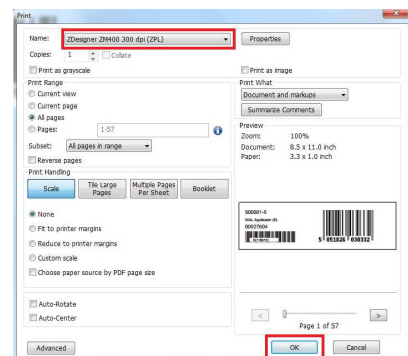 Print
Name: ZDesigner ZM400 300 dpi (ZPL) Properties
Copies: 1 Collate
Print as grayscale Print as image
Print Range
Current view
Current page
All pages
Pages: 1-57
Subset: All pages in range
Reverse pages
Print What
Document and markups
Summarize Comments
Preview
Zoom: 100%
Document: 8.5 x 11.0 inch
Paper: 3.3 x 1.0 inch
Print Handling
Scale
Tile Large Pages
Multiple Pages Per Sheet
Booklet
None
Fit to printer margins
Reduce to printer margins
Custom scale
Choose paper source by PDF page size
Auto-Rotate
Auto-Center
500001-S
00927604
5 051826 030332
< >
Page 1 of 57
Advanced OK Cancel